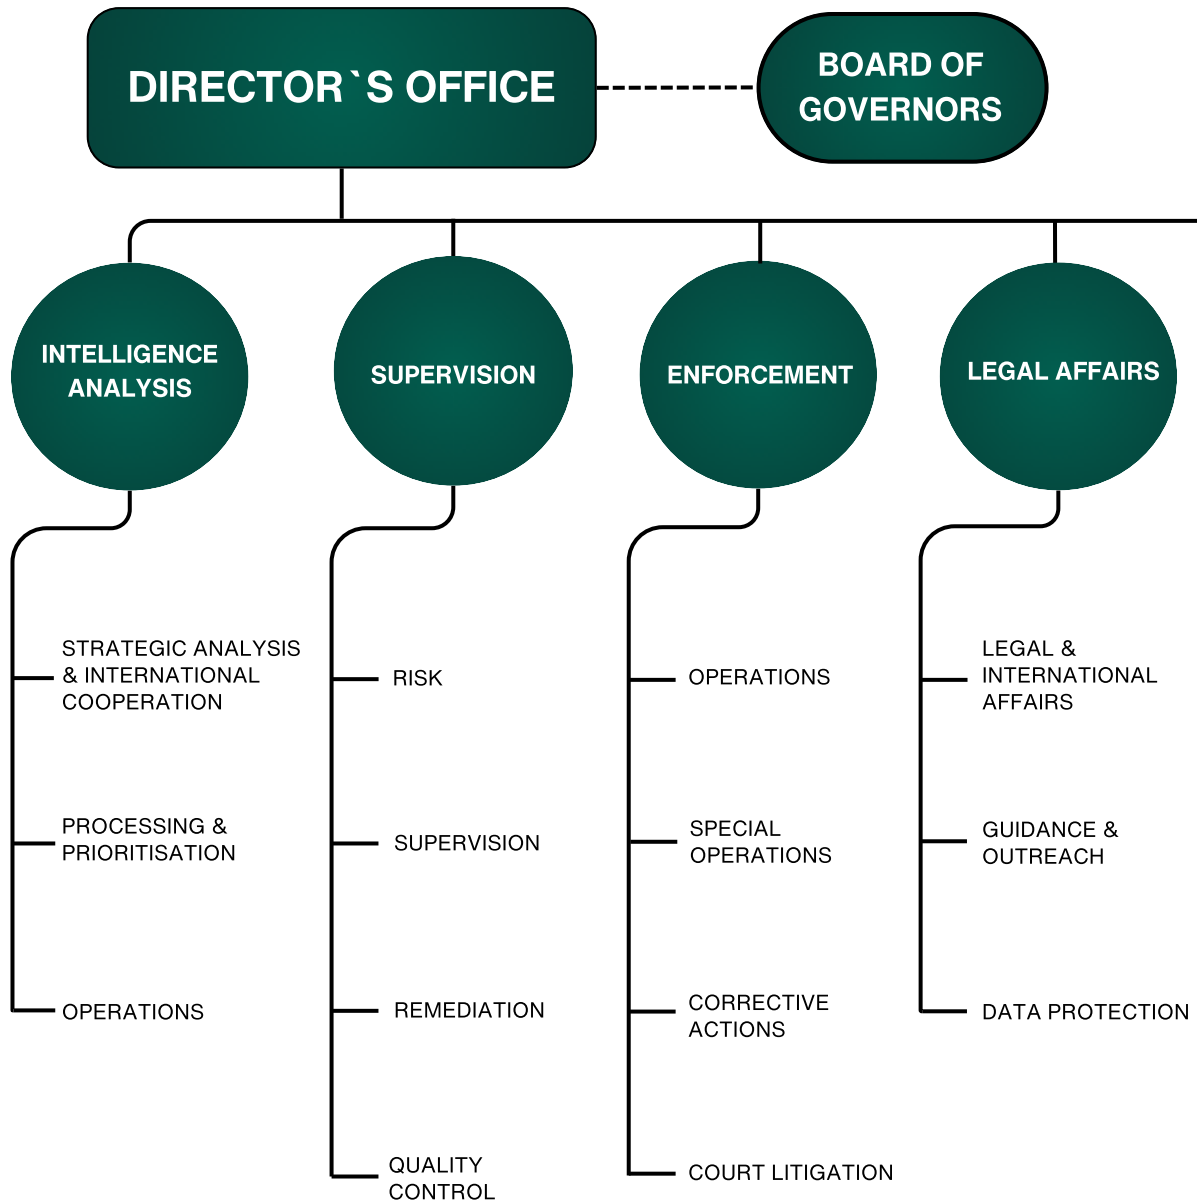 DIRECTOR`S OFFICE
BOARD OF
GOVERNORS
INTELLIGENCE
ANALYSIS
SUPERVISION
ENFORCEMENT
LEGAL AFFAIRS
STRATEGIC ANALYSIS
& INTERNATIONAL
COOPERATION
PROCESSING &
PRIORITISATION
OPERATIONS
RISK
SUPERVISION
REMEDIATION
QUALITY
CONTROL
OPERATIONS
SPECIAL
OPERATIONS
CORRECTIVE
ACTIONS
COURT LITIGATION
LEGAL &
INTERNATIONAL
AFFAIRS
GUIDANCE &
OUTREACH
DATA PROTECTION